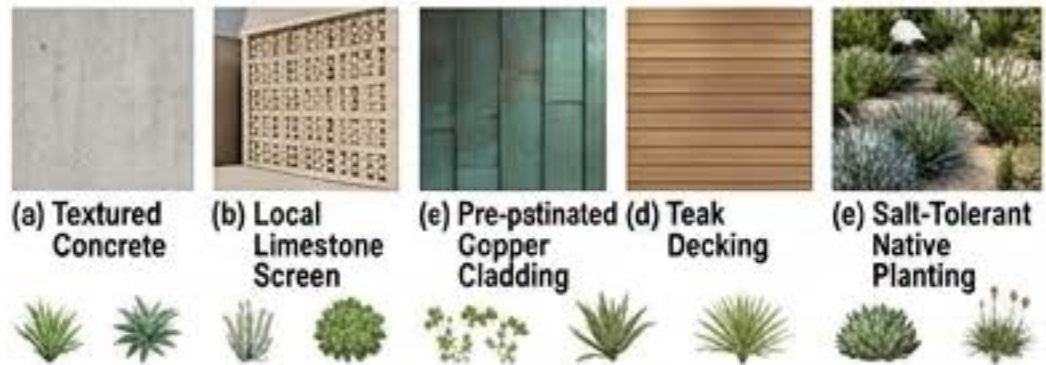 (a) Textured
Concrete
(b) Local
Limestone
Screen
(e) Pre-pstinated
Gopper
Cladding
(d) Teak
Decking
(e) Salt-Tolerant
Native
Planting